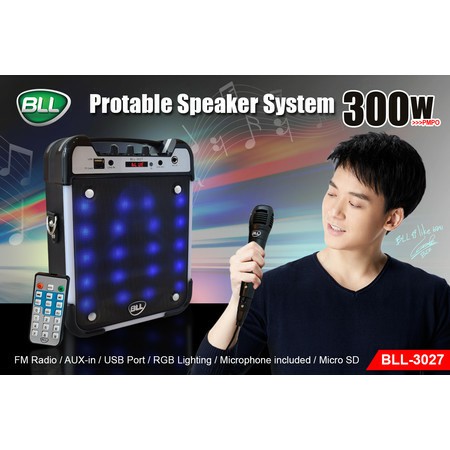 BLL
Protable Speaker System 300W
>>>PMPO
BLL
BLL
FM Radio / AUX-in / USB Port / RGB Lighting / Microphone included / Micro SD
BLL-3027